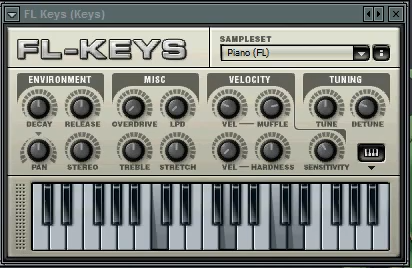 FL Keys (Keys)
FL-KEYS
SAMPLESET
Piano (FL)
ENVIRONMENT MISC VELOCITY TUNING
DECAY RELEASE OVERDRIVE LPD VEL MUFFLE TUNE DETUNE
PAN STEREO TREBLE STRETCH VEL HARDNESS SENSITIVITY